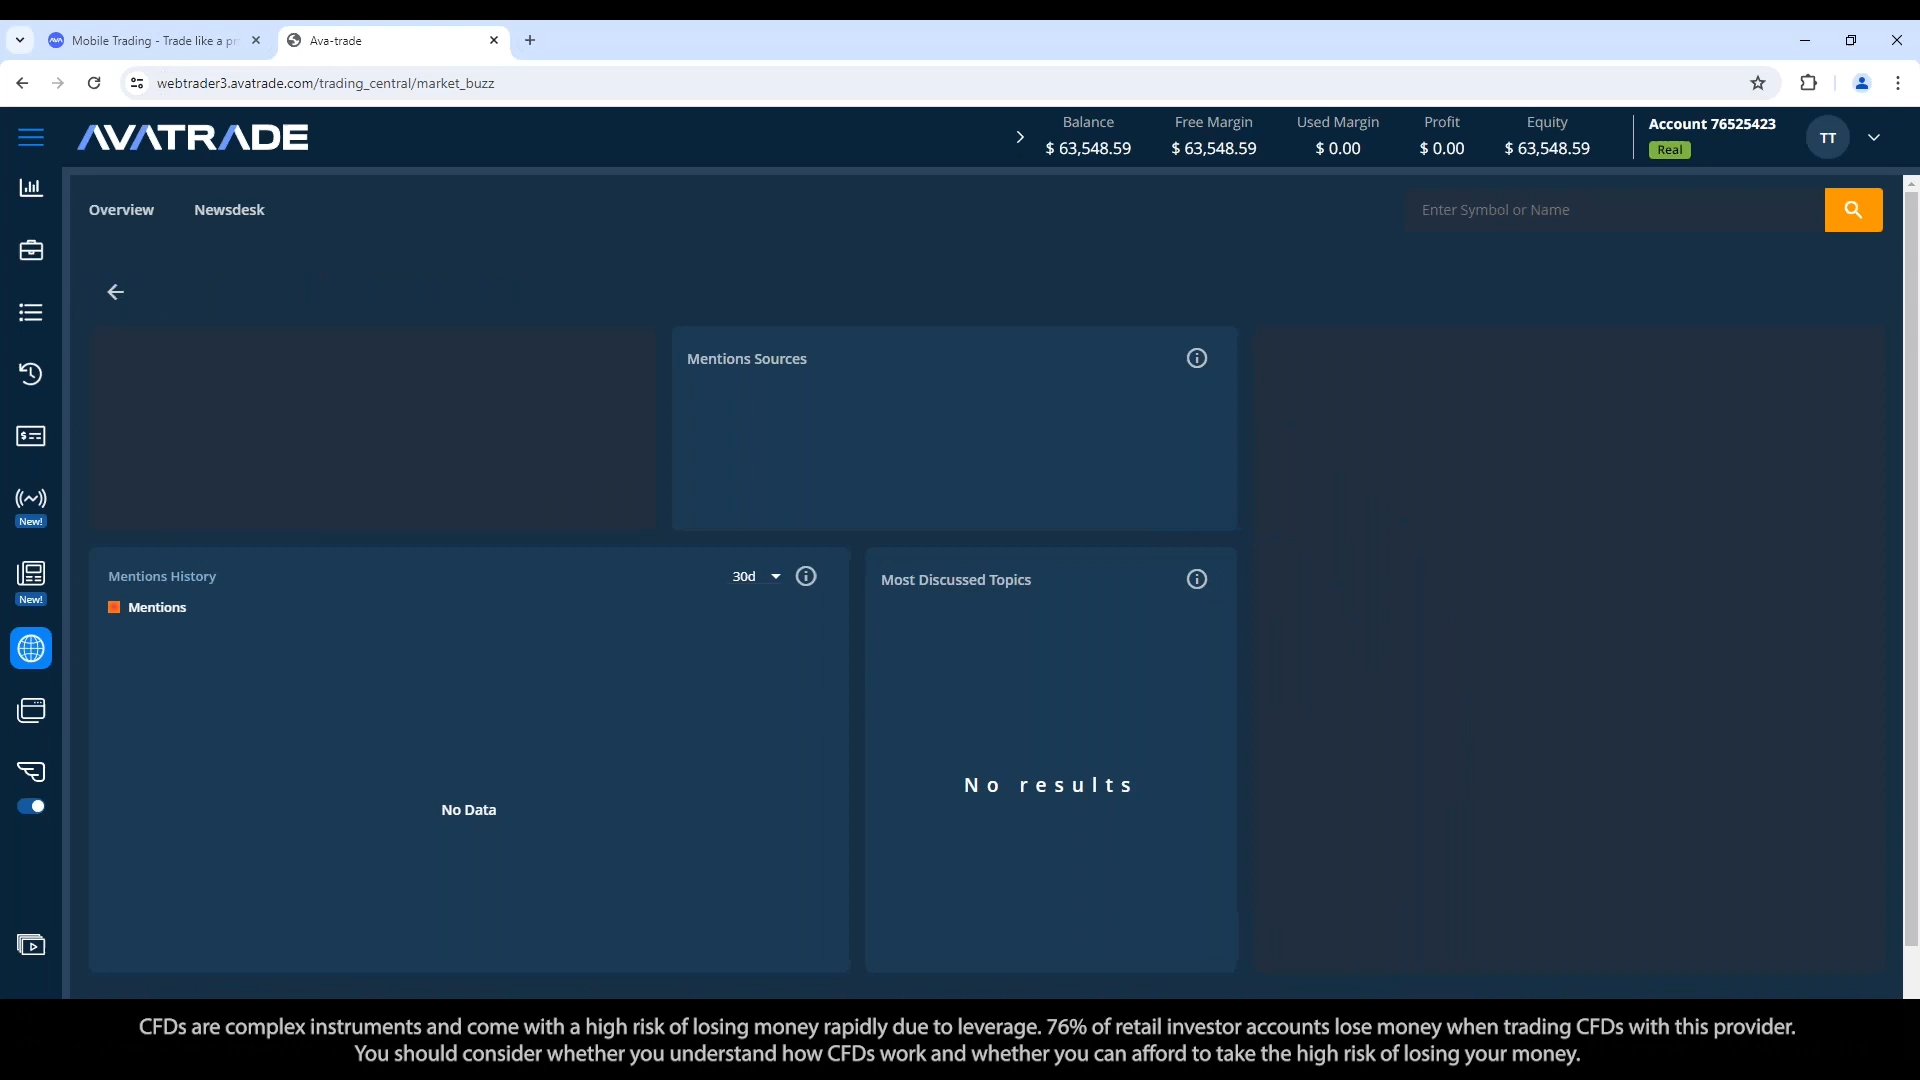 Mobile Trading - Trade like a pr
Ava-trade
webtrader3.avatrade.com/trading_central/market_buzz
AVATRADE
Balance
$ 63,548.59
Free Margin
$ 63,548.59
Used Margin
$ 0.00
Profit
$ 0.00
Equity
$ 63,548.59
Account 76525423
Real
TT
Overview
Newsdesk
Enter Symbol or Name
Mentions Sources
Mentions History
30d
Mentions
No Data
Most Discussed Topics
No results
New!
New!
CFDs are complex instruments and come with a high risk of losing money rapidly due to leverage. 76% of retail investor accounts lose money when trading CFDs with this provider.
You should consider whether you understand how CFDs work and whether you can afford to take the high risk of losing your money.